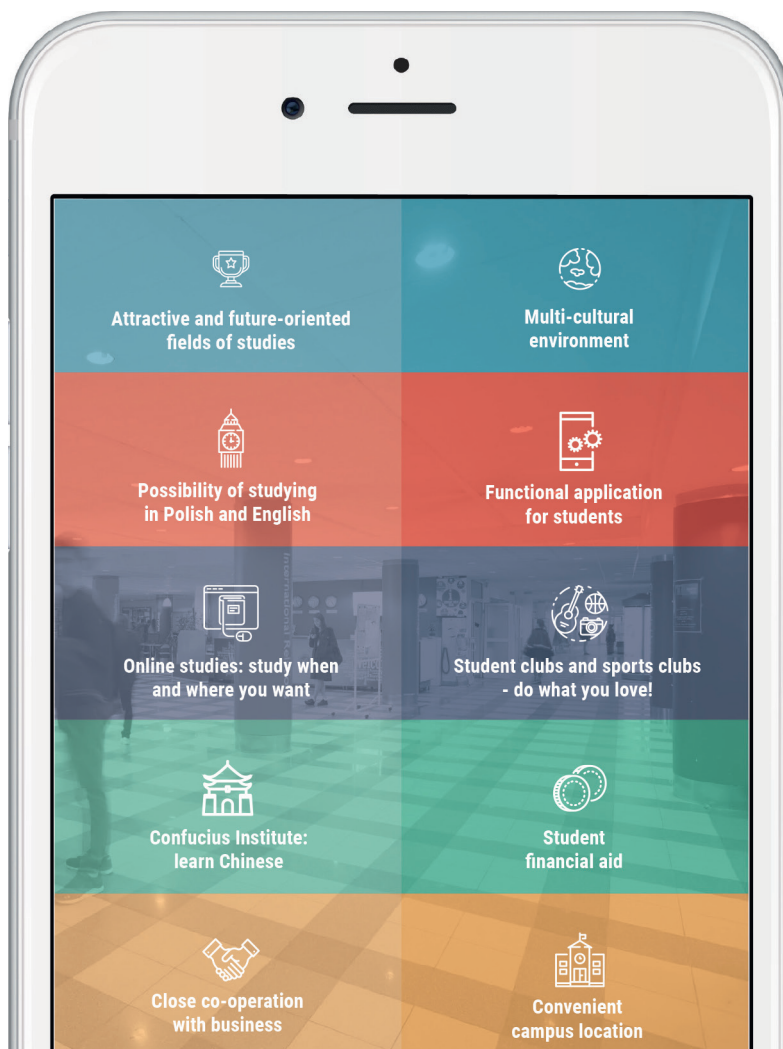 Attractive and future-oriented
fields of studies
Multi-cultural
environment
Possibility of studying
in Polish and English
Functional application
for students
International
Online studies: study when
and where you want
Student clubs and sports clubs
- do what you love!
Confucius Institute:
learn Chinese
Student
financial aid
Close co-operation
with business
Convenient
campus location